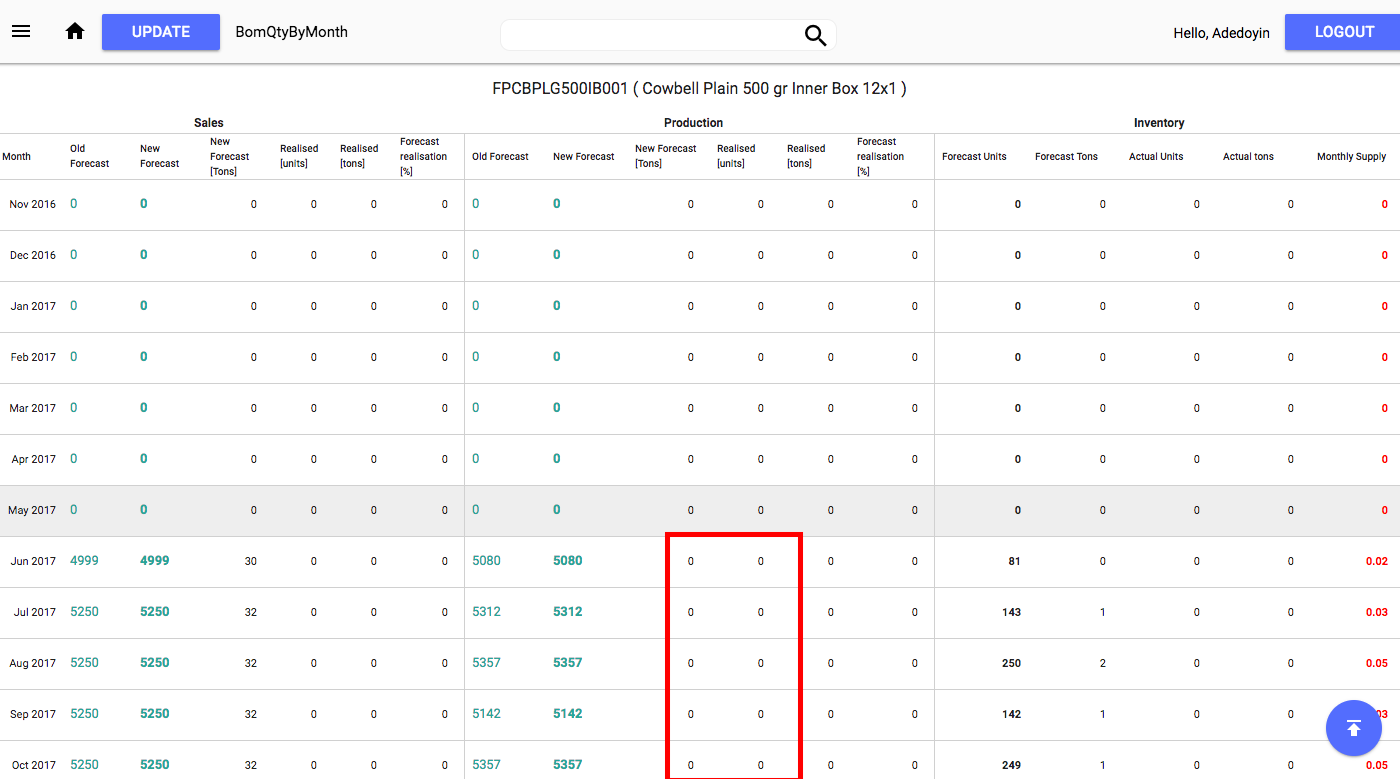 UPDATE BomQtyByMonth Hello, Adedoyin LOGOUT
FPCBPLG500IB001 ( Cowbell Plain 500 gr Inner Box 12x1 )
Sales Production Inventory
Month Old Forecast New Forecast New Forecast [Tons] Realised [units] Realised [tons] Forecast realisation [%] Old Forecast New Forecast New Forecast [Tons] Realised [units] Realised [tons] Forecast realisation [%] Forecast Units Forecast Tons Actual Units Actual tons Monthly Supply
Nov 2016 0 0 0 0 0 0 0 0 0 0 0 0 0 0 0 0 0
Dec 2016 0 0 0 0 0 0 0 0 0 0 0 0 0 0 0 0 0
Jan 2017 0 0 0 0 0 0 0 0 0 0 0 0 0 0 0 0 0
Feb 2017 0 0 0 0 0 0 0 0 0 0 0 0 0 0 0 0 0
Mar 2017 0 0 0 0 0 0 0 0 0 0 0 0 0 0 0 0 0
Apr 2017 0 0 0 0 0 0 0 0 0 0 0 0 0 0 0 0 0
May 2017 0 0 0 0 0 0 0 0 0 0 0 0 0 0 0 0 0
Jun 2017 4999 4999 30 0 0 0 5080 5080 0 0 0 0 81 0 0 0 0.02
Jul 2017 5250 5250 32 0 0 0 5312 5312 0 0 0 0 143 1 0 0 0.03
Aug 2017 5250 5250 32 0 0 0 5357 5357 0 0 0 0 250 2 0 0 0.05
Sep 2017 5250 5250 32 0 0 0 5142 5142 0 0 0 0 142 1 0 0 03
Oct 2017 5250 5250 32 0 0 0 5357 5357 0 0 0 0 249 1 0 0 0.05